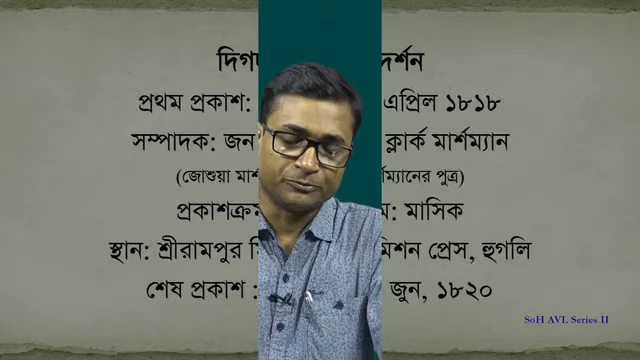 দিগ দর্শন
প্রথম প্রকাশ: এপ্রিল ১৮১৮
সম্পাদক: জন ক্লার্ক মার্শম্যান
(জোশুয়া মার্শম্যানের পুত্র)
প্রকাশক্রম: মাসিক
স্থান: শ্রীরামপুর মিশন প্রেস, হুগলি
শেষ প্রকাশ : জুন, ১৮২০
SoH AVL Series II